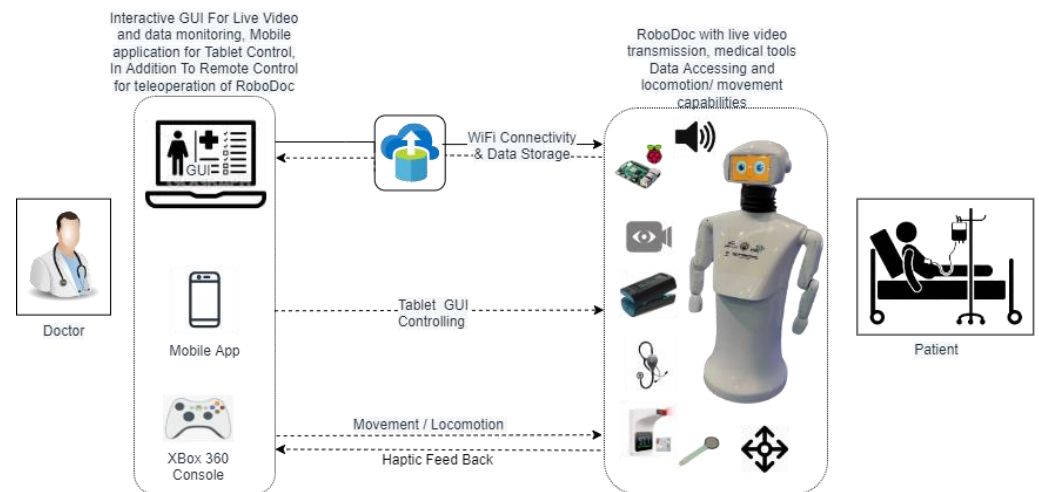 Interactive GUI For Live Video
and data monitoring, Mobile
application for Tablet Control,
In Addition To Remote Control
for teleoperation of RoboDoc
RoboDoc with live video
transmission, medical tools
Data Accessing and
locomotion/ movement
capabilities
GUI
WiFi Connectivity
& Data Storage
Doctor
Mobile App
Tablet GUI
Controlling
Patient
XBox 360
Console
Movement / Locomotion
Haptic Feed Back